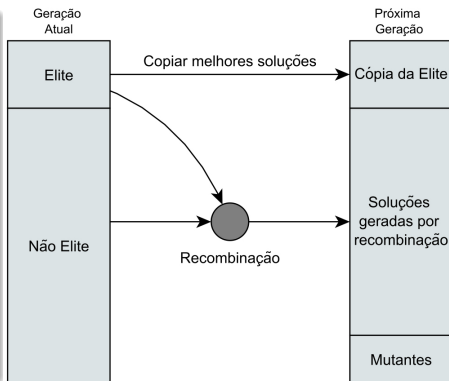 Geração
Atual
Próxima
Geração
Elite
Copiar melhores soluções
Cópia da Elite
Não Elite
Recombinação
Soluções
geradas por
recombinação
Mutantes